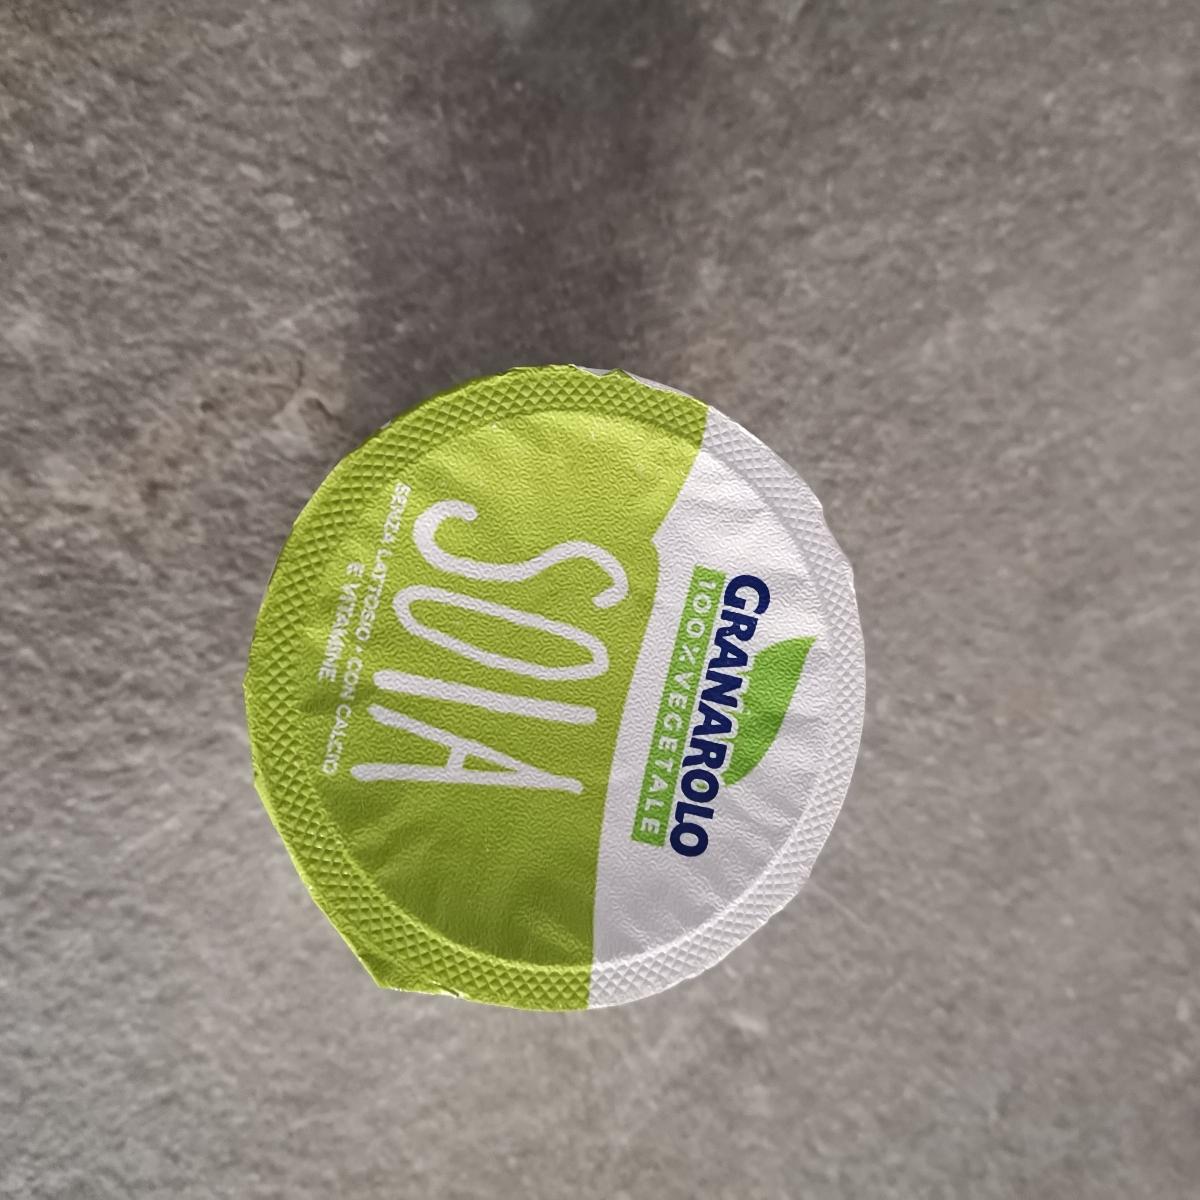 GRANAROLO
100% VEGETALE
SOIA
SENZA LATTOSIO • CON CALCIO
E VITAMINE